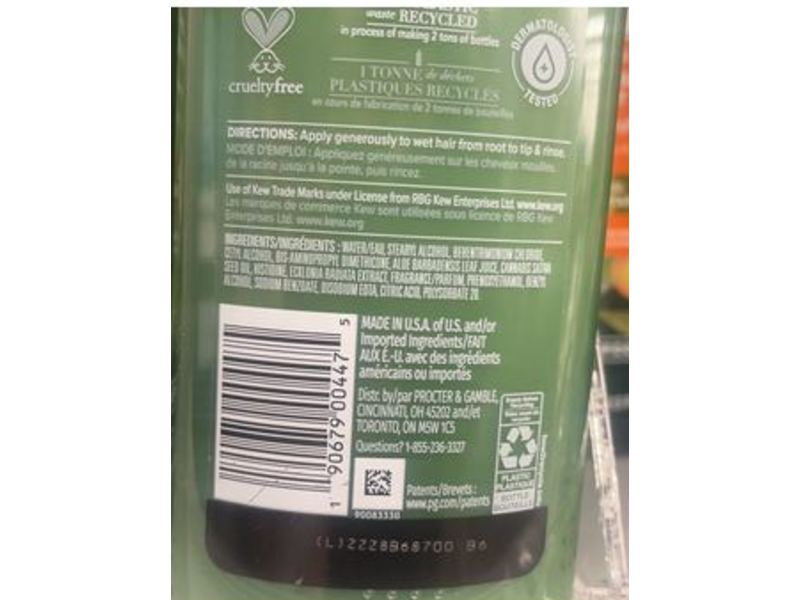 waste RECYCLED
in process of making 2 tons of bottles
1 TONNE de déchets
PLASTIQUES RECYCLÉS
en cours de fabrication de 2 tonnes de bouteilles
crueltyfree
DERMATOLOGIST
TESTED
DIRECTIONS: Apply generously to wet hair from root to tip & rinse.
MODE D'EMPLOI : Appliquez généreusement sur les cheveux mouillés,
de la racine jusqu'à la pointe, puis rincez.
Use of Kew Trade Marks under License from RBG Kew Enterprises Ltd. www.kew.org
Les marques de commerce Kew sont utilisées sous licence de RBG Kew
Enterprises Ltd. www.kew.org
INGREDIENTS/INGRÉDIENTS : WATER/EAU, STEARYL ALCOHOL, BEHENTRIMONIUM CHLORIDE,
CETYL ALCOHOL, BIS-AMINOPROPYL DIMETHICONE, ALOE BARBADENSIS LEAF JUICE, CANNABIS SATIVA
SEED OIL, HISTIDINE, ECKLONIA RADIATA EXTRACT, FRAGRANCE/PARFUM, PHENOXYETHANOL, BENZYL
ALCOHOL, SODIUM BENZOATE, DISODIUM EDTA, CITRIC ACID, POLYSORBATE 20.
MADE IN U.S.A. of U.S. and/or
Imported Ingredients/FAIT
AUX É.-U. avec des ingrédients
américains ou importés
Distr. by/par PROCTER & GAMBLE,
CINCINNATI, OH 45202 and/et
TORONTO, ON M5W 1C5
Questions? 1-855-236-3327
1 90679 00447 5
Patents/Brevets :
www.pg.com/patents
90083330
PLASTIC
PLASTIQUE
BOTTLE
BOUTEILLE
(L)2228B68700 B6